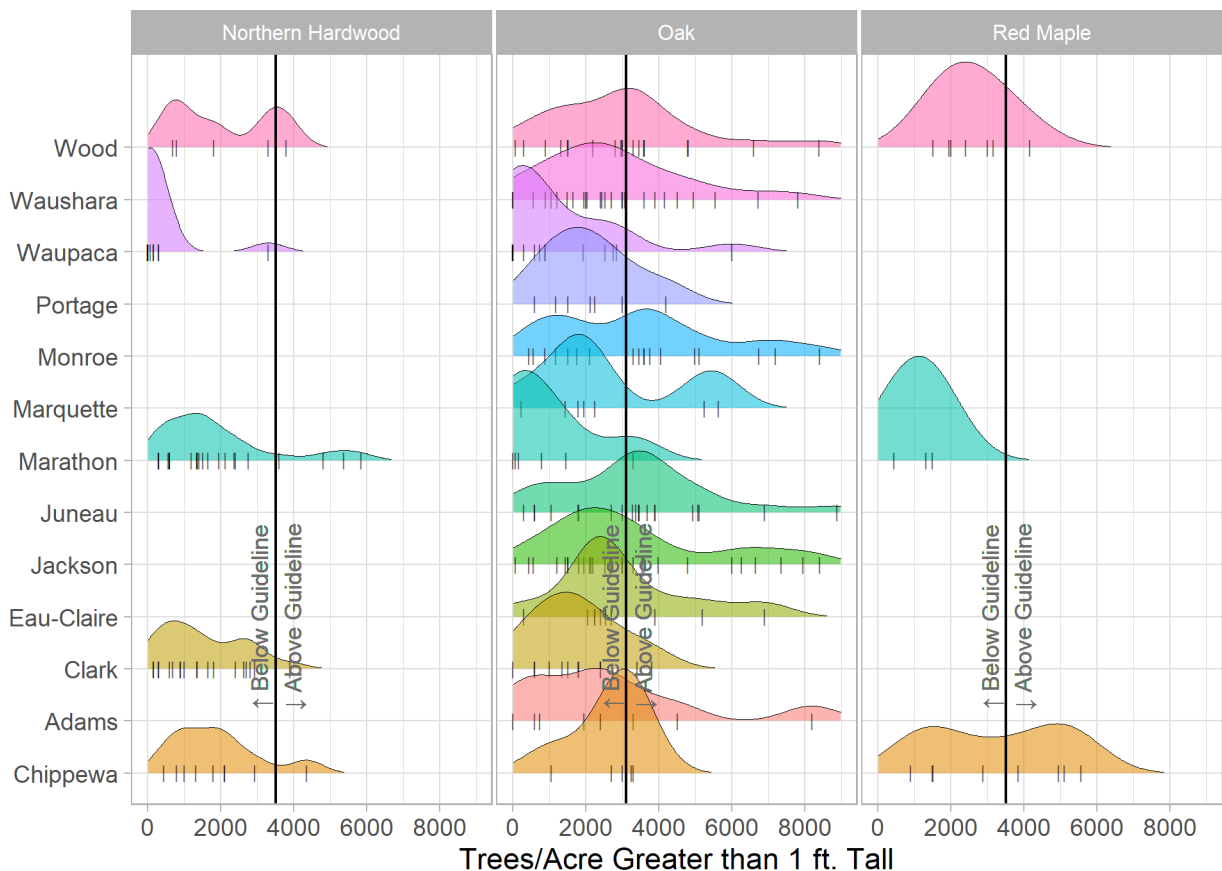 Northern Hardwood
Oak
Red Maple
Wood
Waushara
Waupaca
Portage
Monroe
Marquette
Marathon
Juneau
Jackson
Eau-Claire
Clark
Adams
Chippewa
↑ Below Guideline
↓ Above Guideline
↑ Below Guideline
↓ Above Guideline
↑ Below Guideline
↓ Above Guideline
0 2000 4000 6000 8000
0 2000 4000 6000 8000
0 2000 4000 6000 8000
Trees/Acre Greater than 1 ft. Tall